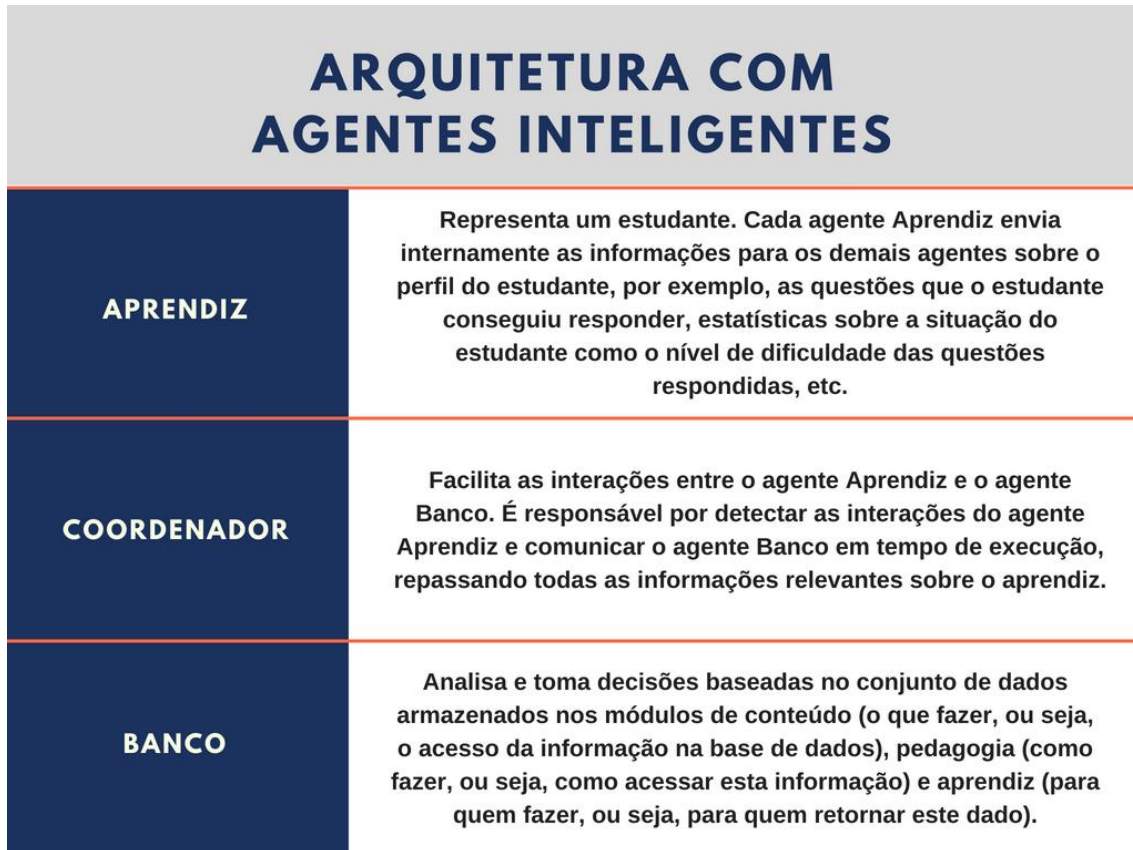 ARQUITETURA COM
AGENTES INTELIGENTES
APRENDIZ
Representa um estudante. Cada agente Aprendiz envia
internamente as informações para os demais agentes sobre o
perfil do estudante, por exemplo, as questões que o estudante
conseguiu responder, estatísticas sobre a situação do
estudante como o nível de dificuldade das questões
respondidas, etc.
COORDENADOR
Facilita as interações entre o agente Aprendiz e o agente
Banco. É responsável por detectar as interações do agente
Aprendiz e comunicar o agente Banco em tempo de execução,
repassando todas as informações relevantes sobre o aprendiz.
BANCO
Analisa e toma decisões baseadas no conjunto de dados
armazenados nos módulos de conteúdo (o que fazer, ou seja,
o acesso da informação na base de dados), pedagogia (como
fazer, ou seja, como acessar esta informação) e aprendiz (para
quem fazer, ou seja, para quem retornar este dado).